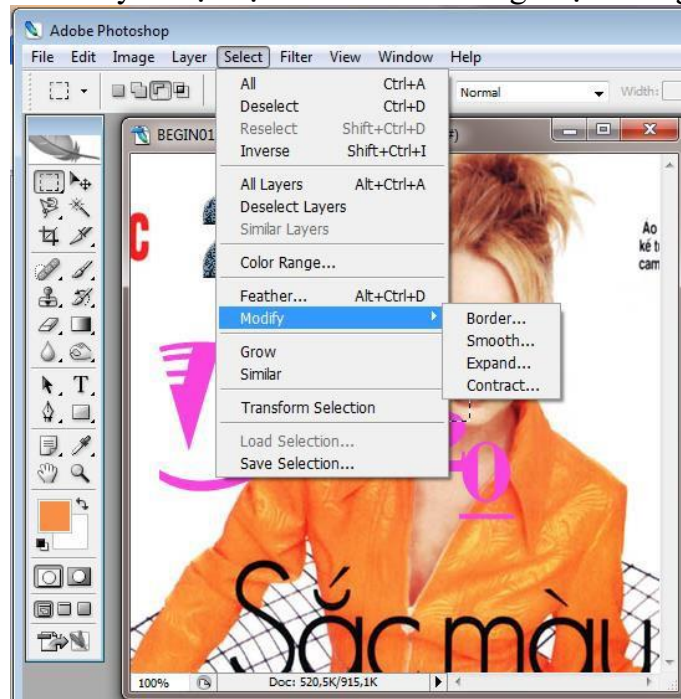 Adobe Photoshop
File Edit Image Layer Select Filter View Window Help
Normal
Width:
All Ctrl+A
Deselect Ctrl+D
Reselect Shift+Ctrl+D
Inverse Shift+Ctrl+I
All Layers Alt+Ctrl+A
Deselect Layers
Similar Layers
Color Range...
Feather... Alt+Ctrl+D
Modify
Grow
Similar
Transform Selection
Load Selection...
Save Selection...
Border...
Smooth...
Expand...
Contract...
BEGIN01
#)
C
Áo
kế t
cam
o
Sắc màu
100%
Doc: 520,5K/915,1K